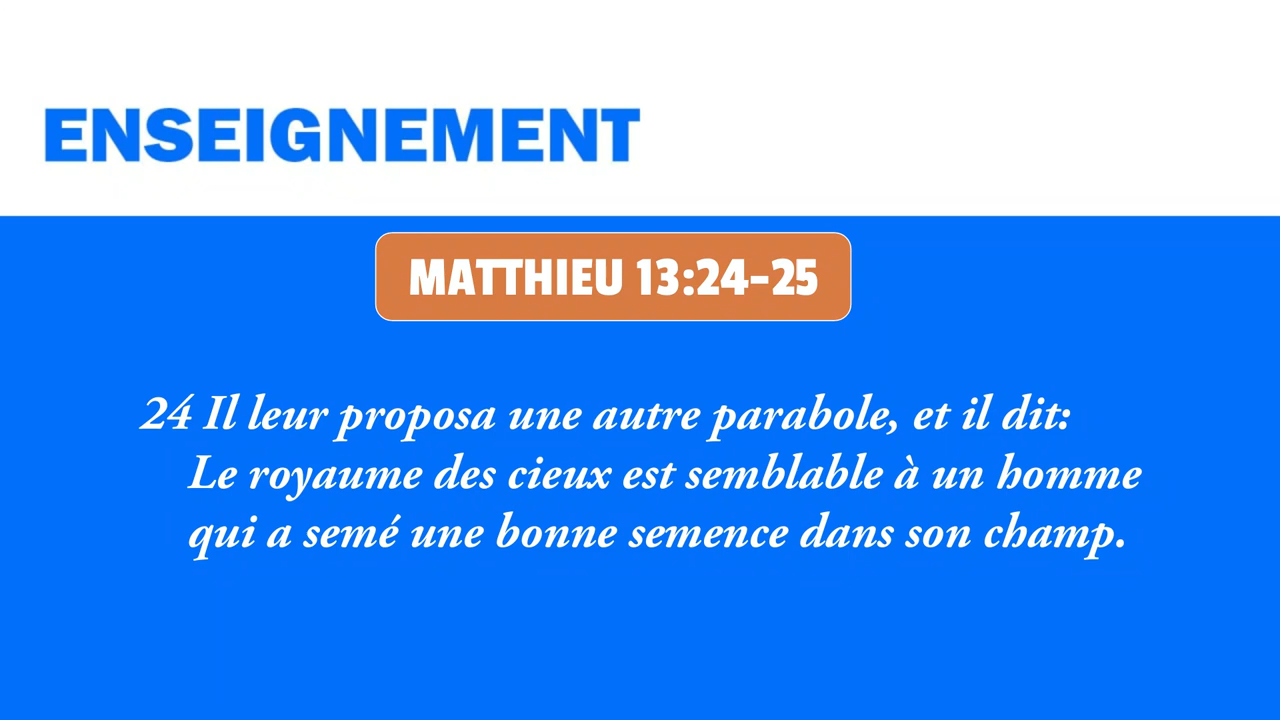 ENSEIGNEMENT
MATTHIEU 13:24-25
24 Il leur proposa une autre parabole, et il dit:
Le royaume des cieux est semblable à un homme
qui a semé une bonne semence dans son champ.